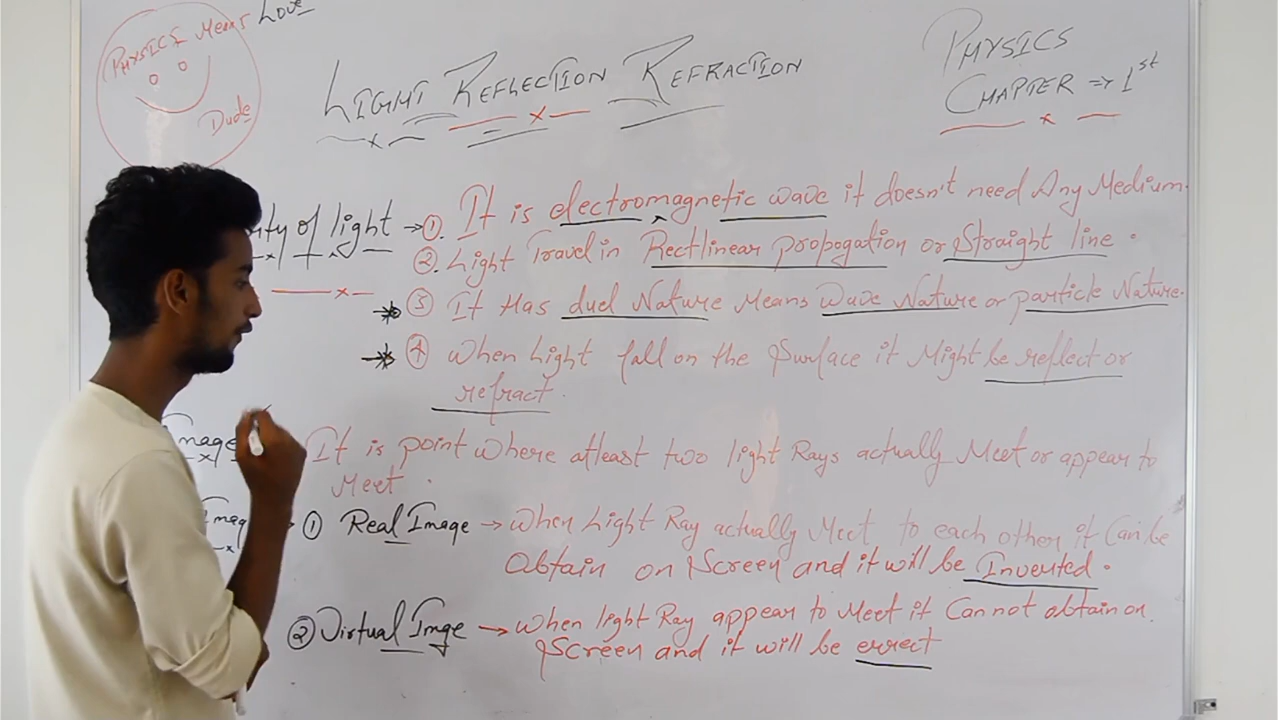 PHYSICS Means Love
Dude
LIGHT REFLECTION REFRACTION
PHYSICS
CHAPTER => 1st
ity of light → ①. It is electromagnetic wave it doesn't need Any Medium.
②. Light Travel in Rectlinear propogation or Straight line.
③ It Has duel Nature Means Wave Nature or particle Nature.
④ When Light fall on the Surface it Might be reflect or
refract.
Image It is point Where atleast two light Rays actually Meet or appear to
Meet.
Imag ① Real Image → When Light Ray actually Meet to each other it Can be
Obtain on Screen and it will be Inverted.
② Virtual Imge → When light Ray appear to Meet it Cannot obtain on
Screen and it will be errect